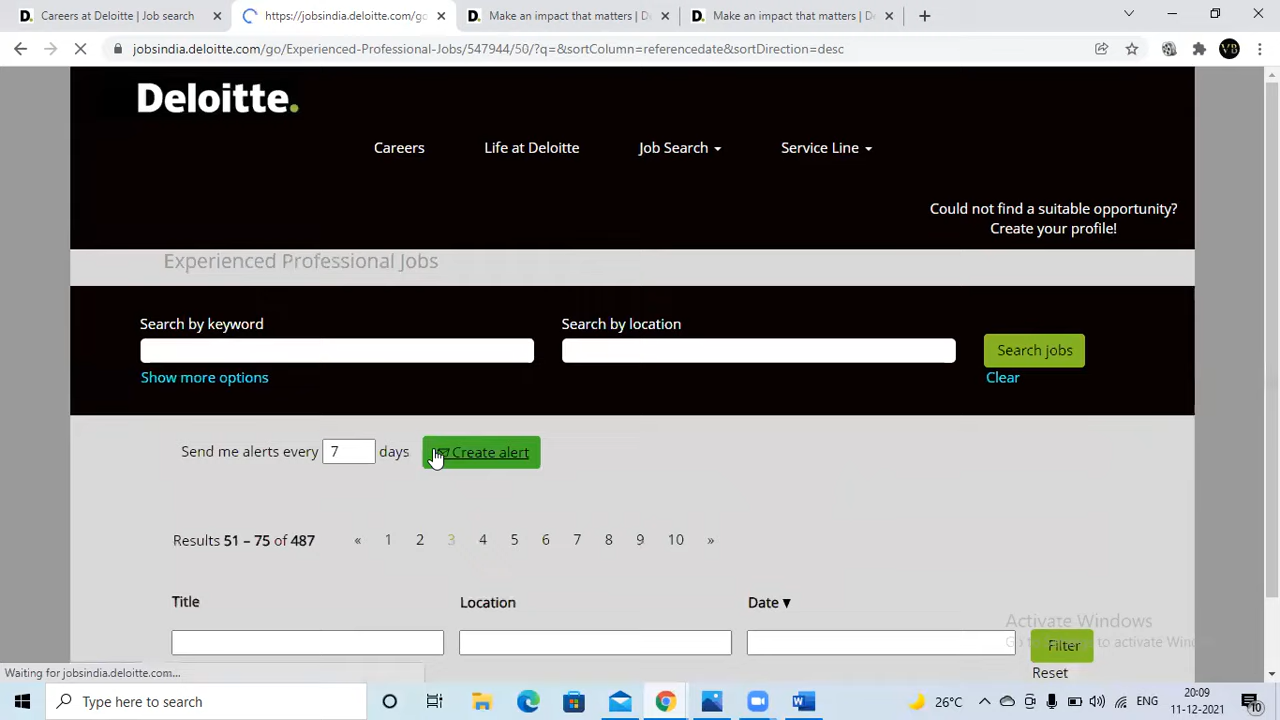 D. Careers at Deloitte | Job search
https://jobsindia.deloitte.com/go
D. Make an impact that matters | D
D. Make an impact that matters | D
jobsindia.deloitte.com/go/Experienced-Professional-Jobs/547944/50/?q=&sortColumn=referencedate&sortDirection=desc
VB
Deloitte.
Careers Life at Deloitte Job Search Service Line
Could not find a suitable opportunity?
Create your profile!
Experienced Professional Jobs
Search by keyword Search by location
Search jobs
Show more options Clear
Send me alerts every 7 days Create alert
Results 51 – 75 of 487 « 1 2 3 4 5 6 7 8 9 10 »
Title Location Date ▼
Activate Windows
Filter
to activate
Reset
Waiting for jobsindia.deloitte.com...
Type here to search
26°C
ENG
20:09
11-12-2021
10